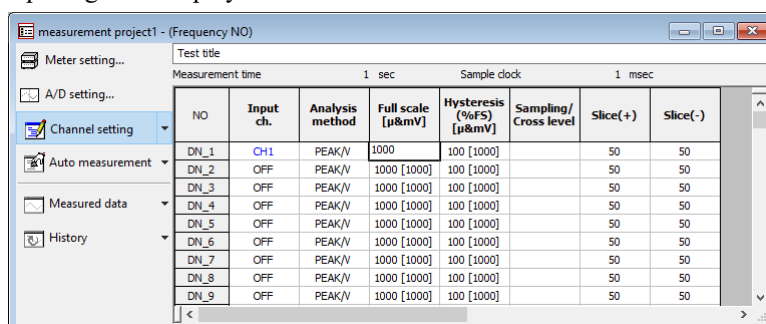 measurement project1 - (Frequency NO)
Meter setting...
A/D setting...
Channel setting
Auto measurement
Measured data
History
Test title
Measurement time 1 sec Sample clock 1 msec
NO Input ch. Analysis method Full scale [μ&mV] Hysteresis (%FS) [μ&mV] Sampling/ Cross level Slice(+) Slice(-)
DN_1 CH1 PEAK/V 1000 100 [1000] 50 50
DN_2 OFF PEAK/V 1000 [1000] 100 [1000] 50 50
DN_3 OFF PEAK/V 1000 [1000] 100 [1000] 50 50
DN_4 OFF PEAK/V 1000 [1000] 100 [1000] 50 50
DN_5 OFF PEAK/V 1000 [1000] 100 [1000] 50 50
DN_6 OFF PEAK/V 1000 [1000] 100 [1000] 50 50
DN_7 OFF PEAK/V 1000 [1000] 100 [1000] 50 50
DN_8 OFF PEAK/V 1000 [1000] 100 [1000] 50 50
DN_9 OFF PEAK/V 1000 [1000] 100 [1000] 50 50